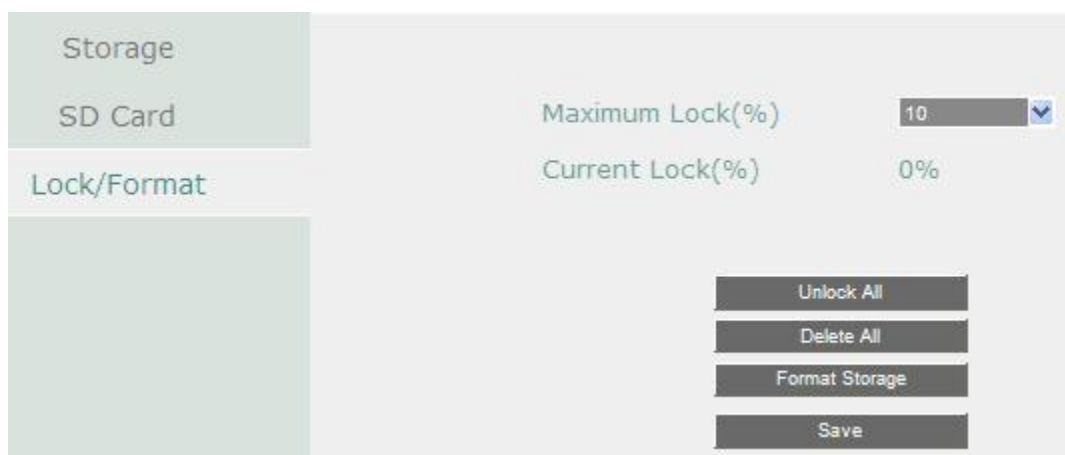 Storage
SD Card
Lock/Format
Maximum Lock(%) 10
Current Lock(%) 0%
Unlock All
Delete All
Format Storage
Save